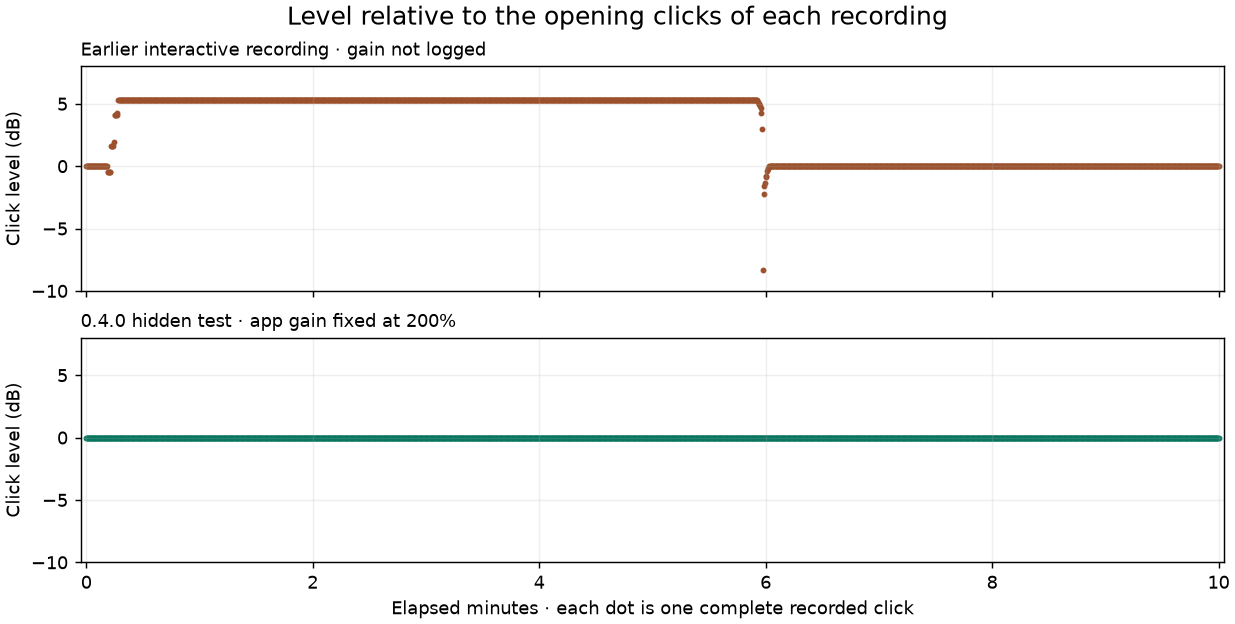 Level relative to the opening clicks of each recording
Earlier interactive recording · gain not logged
Click level (dB)
5
0
−5
−10
0.4.0 hidden test · app gain fixed at 200%
Click level (dB)
5
0
−5
−10
0 2 4 6 8 10
Elapsed minutes · each dot is one complete recorded click